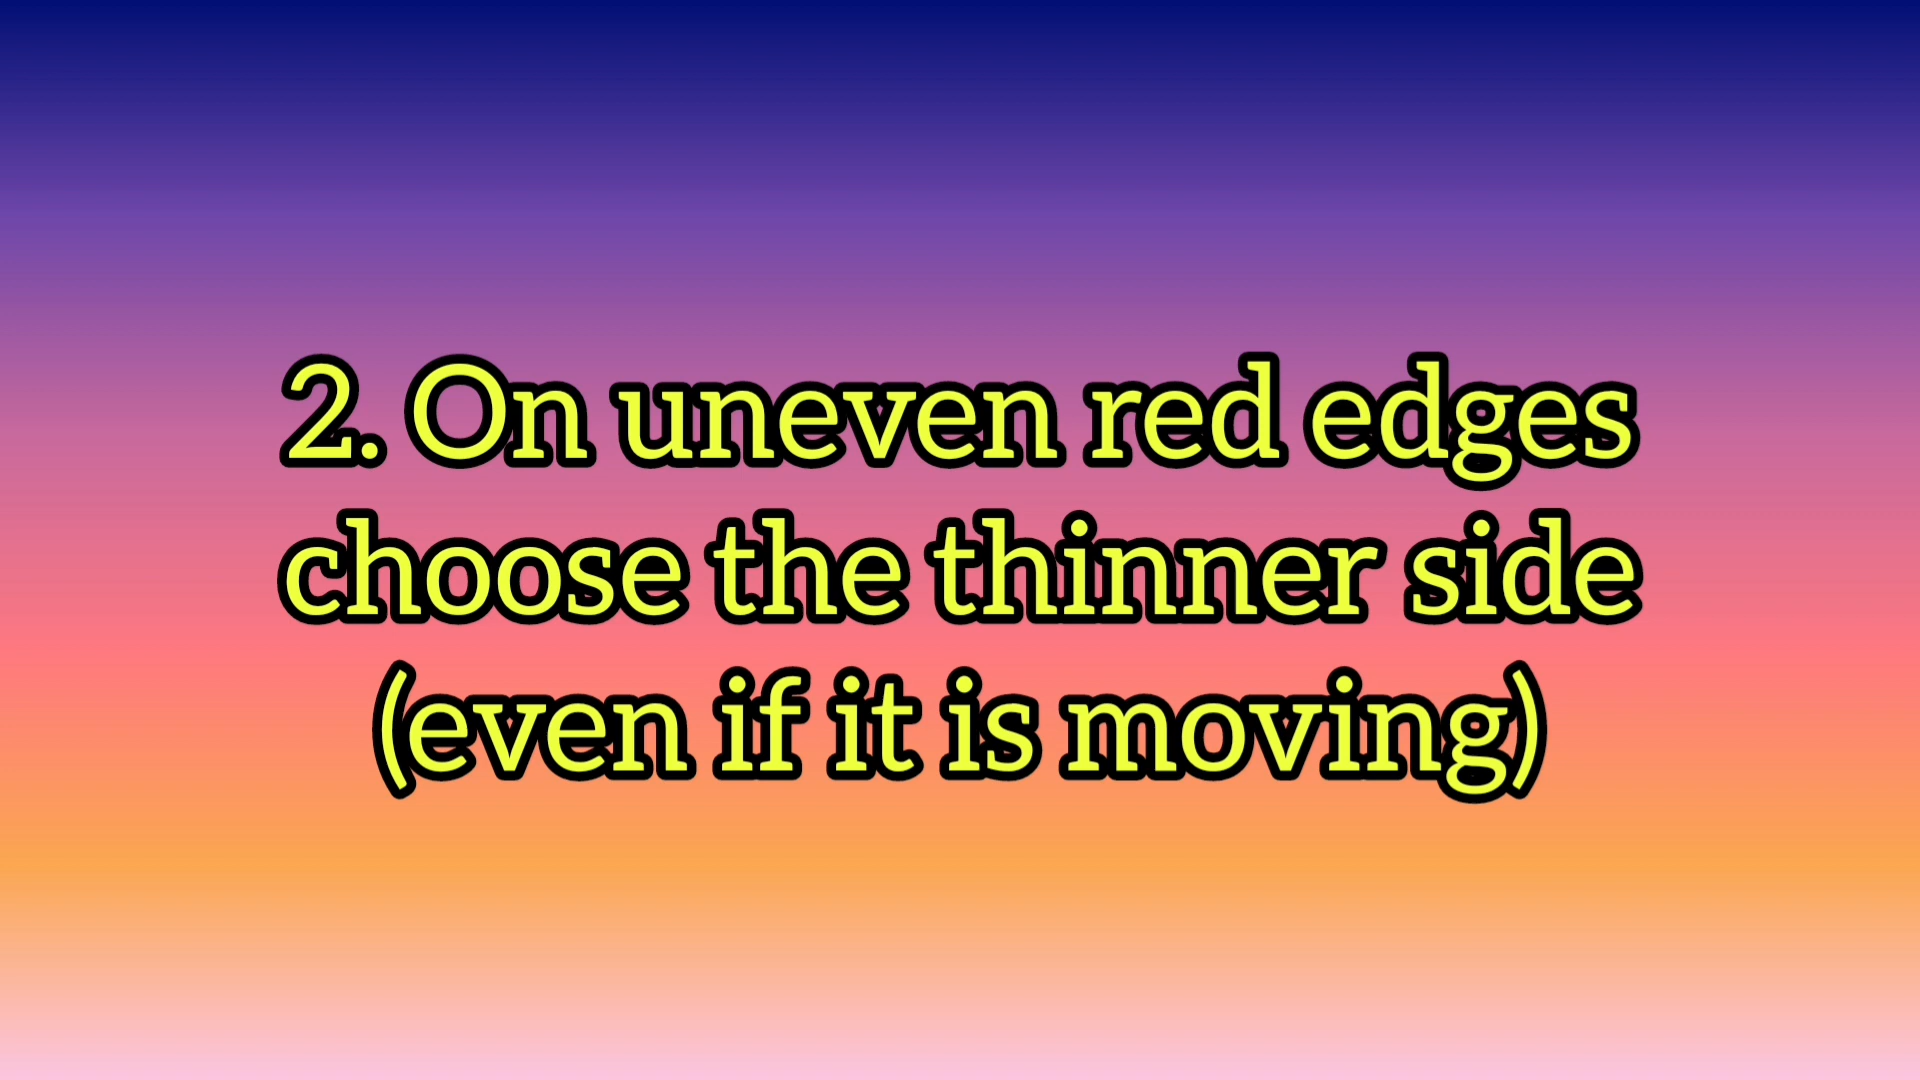 2. On uneven red edges
choose the thinner side
(even if it is moving)